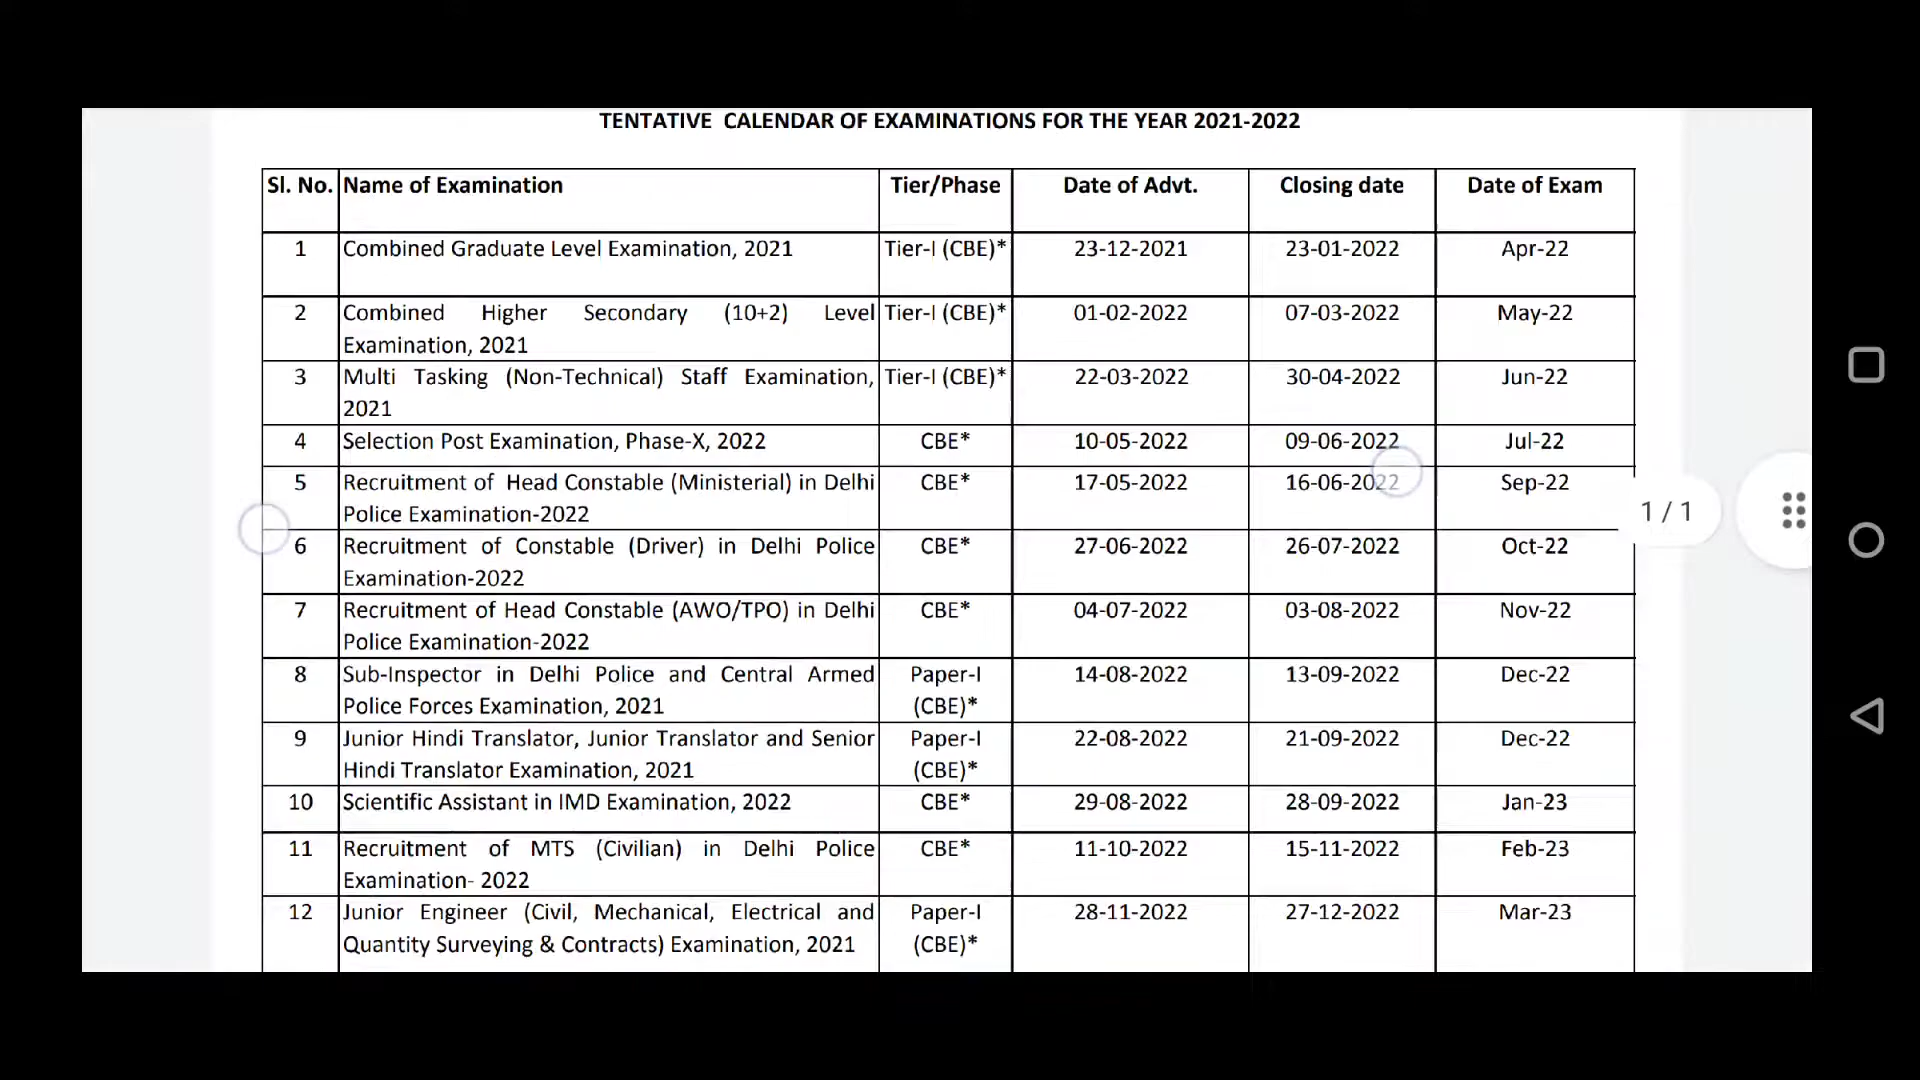 TENTATIVE CALENDAR OF EXAMINATIONS FOR THE YEAR 2021-2022
Sl. No. Name of Examination Tier/Phase Date of Advt. Closing date Date of Exam
1 Combined Graduate Level Examination, 2021 Tier-I (CBE)* 23-12-2021 23-01-2022 Apr-22
2 Combined Higher Secondary (10+2) Level Tier-I (CBE)* 01-02-2022 07-03-2022 May-22
Examination, 2021
3 Multi Tasking (Non-Technical) Staff Examination, Tier-I (CBE)* 22-03-2022 30-04-2022 Jun-22
2021
4 Selection Post Examination, Phase-X, 2022 CBE* 10-05-2022 09-06-2022 Jul-22
5 Recruitment of Head Constable (Ministerial) in Delhi CBE* 17-05-2022 16-06-2022 Sep-22
Police Examination-2022
1 / 1
6 Recruitment of Constable (Driver) in Delhi Police CBE* 27-06-2022 26-07-2022 Oct-22
Examination-2022
7 Recruitment of Head Constable (AWO/TPO) in Delhi CBE* 04-07-2022 03-08-2022 Nov-22
Police Examination-2022
8 Sub-Inspector in Delhi Police and Central Armed Paper-I 14-08-2022 13-09-2022 Dec-22
Police Forces Examination, 2021 (CBE)*
9 Junior Hindi Translator, Junior Translator and Senior Paper-I 22-08-2022 21-09-2022 Dec-22
Hindi Translator Examination, 2021 (CBE)*
10 Scientific Assistant in IMD Examination, 2022 CBE* 29-08-2022 28-09-2022 Jan-23
11 Recruitment of MTS (Civilian) in Delhi Police CBE* 11-10-2022 15-11-2022 Feb-23
Examination- 2022
12 Junior Engineer (Civil, Mechanical, Electrical and Paper-I 28-11-2022 27-12-2022 Mar-23
Quantity Surveying & Contracts) Examination, 2021 (CBE)*